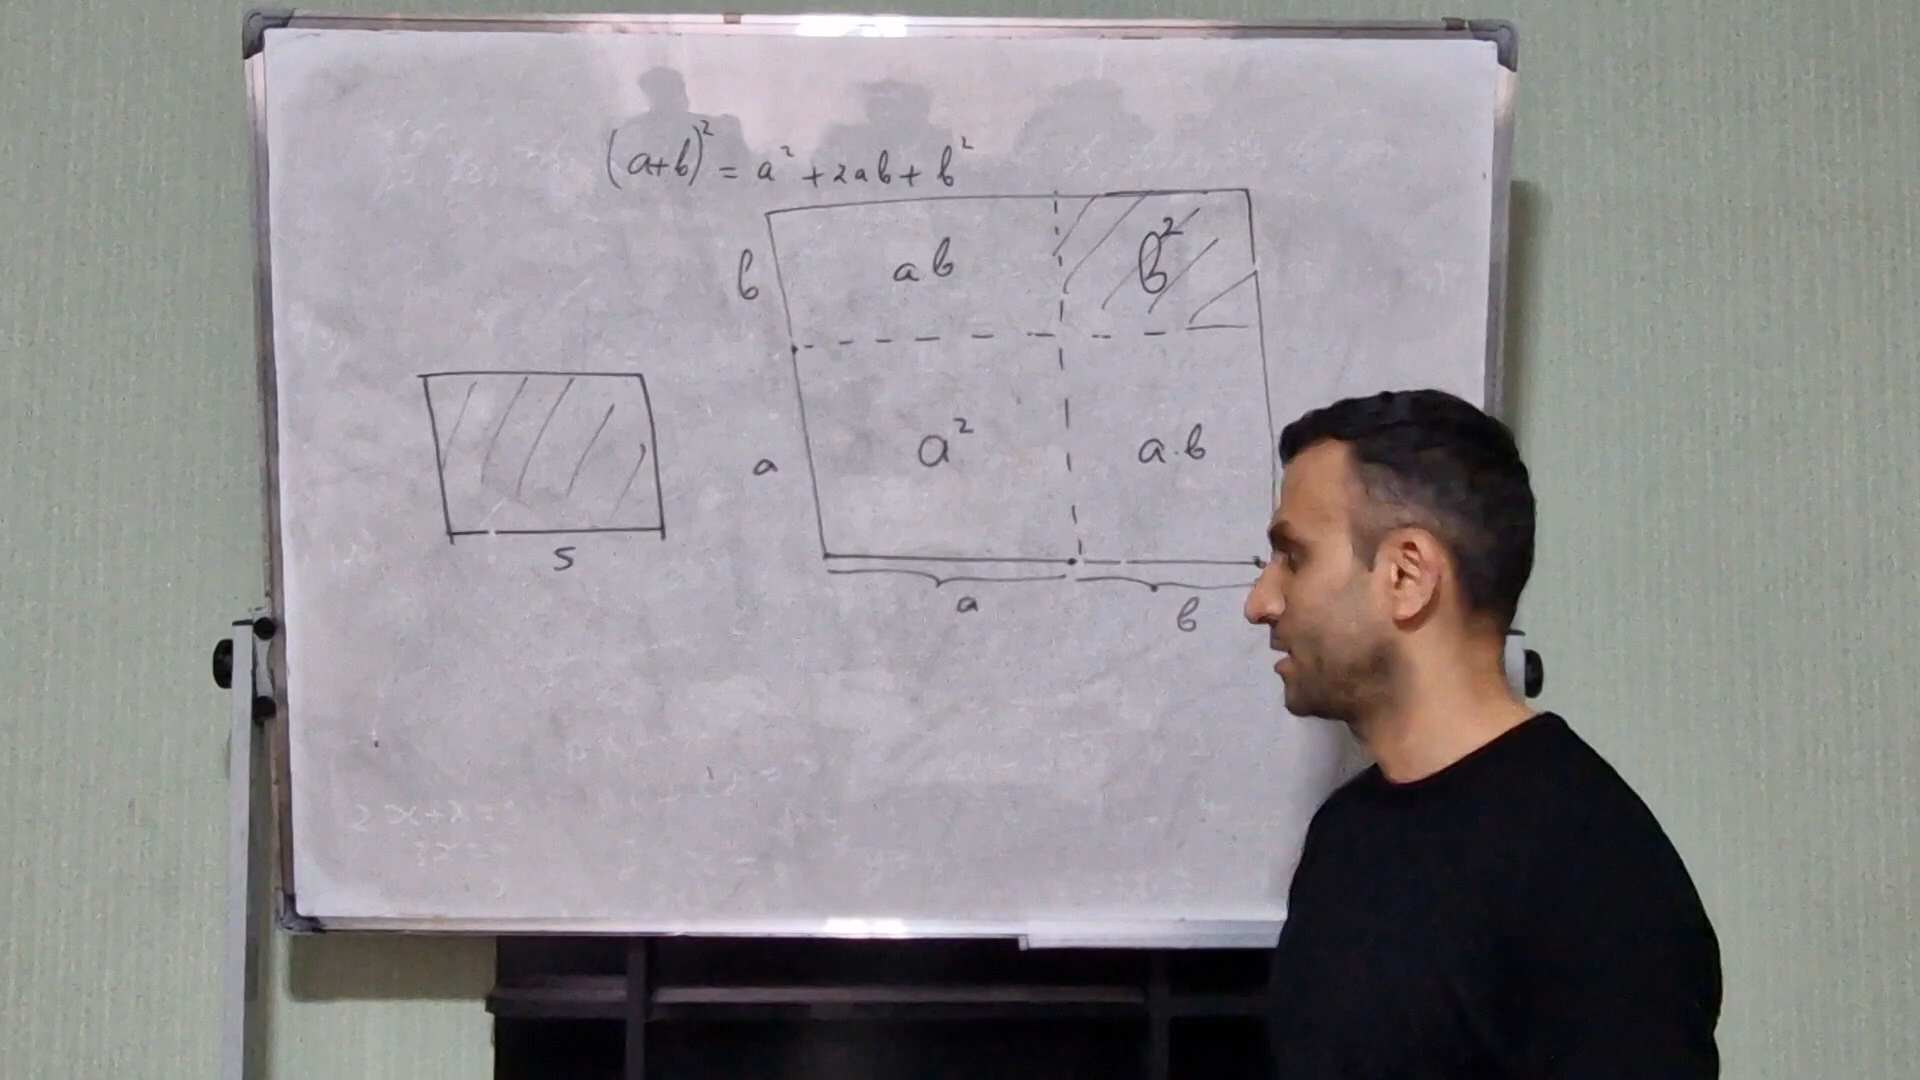 (a+b)² = a² + 2ab + b²
b
ab
b²
a
a²
a·b
5
a
b